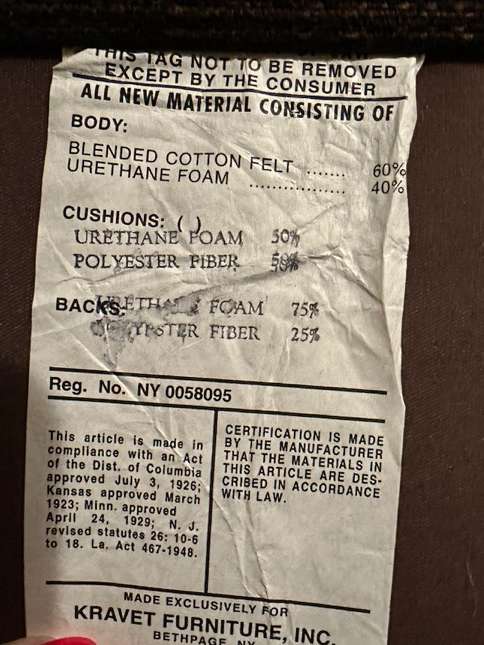 THIS TAG NOT TO BE REMOVED
EXCEPT BY THE CONSUMER
ALL NEW MATERIAL CONSISTING OF
BODY:
BLENDED COTTON FELT ....... 60%
URETHANE FOAM ................ 40%
CUSHIONS: ( )
URETHANE FOAM 50%
POLYESTER FIBER 50%
BACKS: FOAM 75%
FIBER 25%
Reg. No. NY 0058095
This article is made in
compliance with an Act
of the Dist. of Columbia
approved July 3, 1926;
Kansas approved March
1923; Minn. approved
April 24, 1929; N. J.
revised statutes 26: 10-6
to 18. La. Act 467-1948.
CERTIFICATION IS MADE
BY THE MANUFACTURER
THAT THE MATERIALS IN
THIS ARTICLE ARE DES-
CRIBED IN ACCORDANCE
WITH LAW.
MADE EXCLUSIVELY FOR
KRAVET FURNITURE, INC.
BETHPAGE, NY